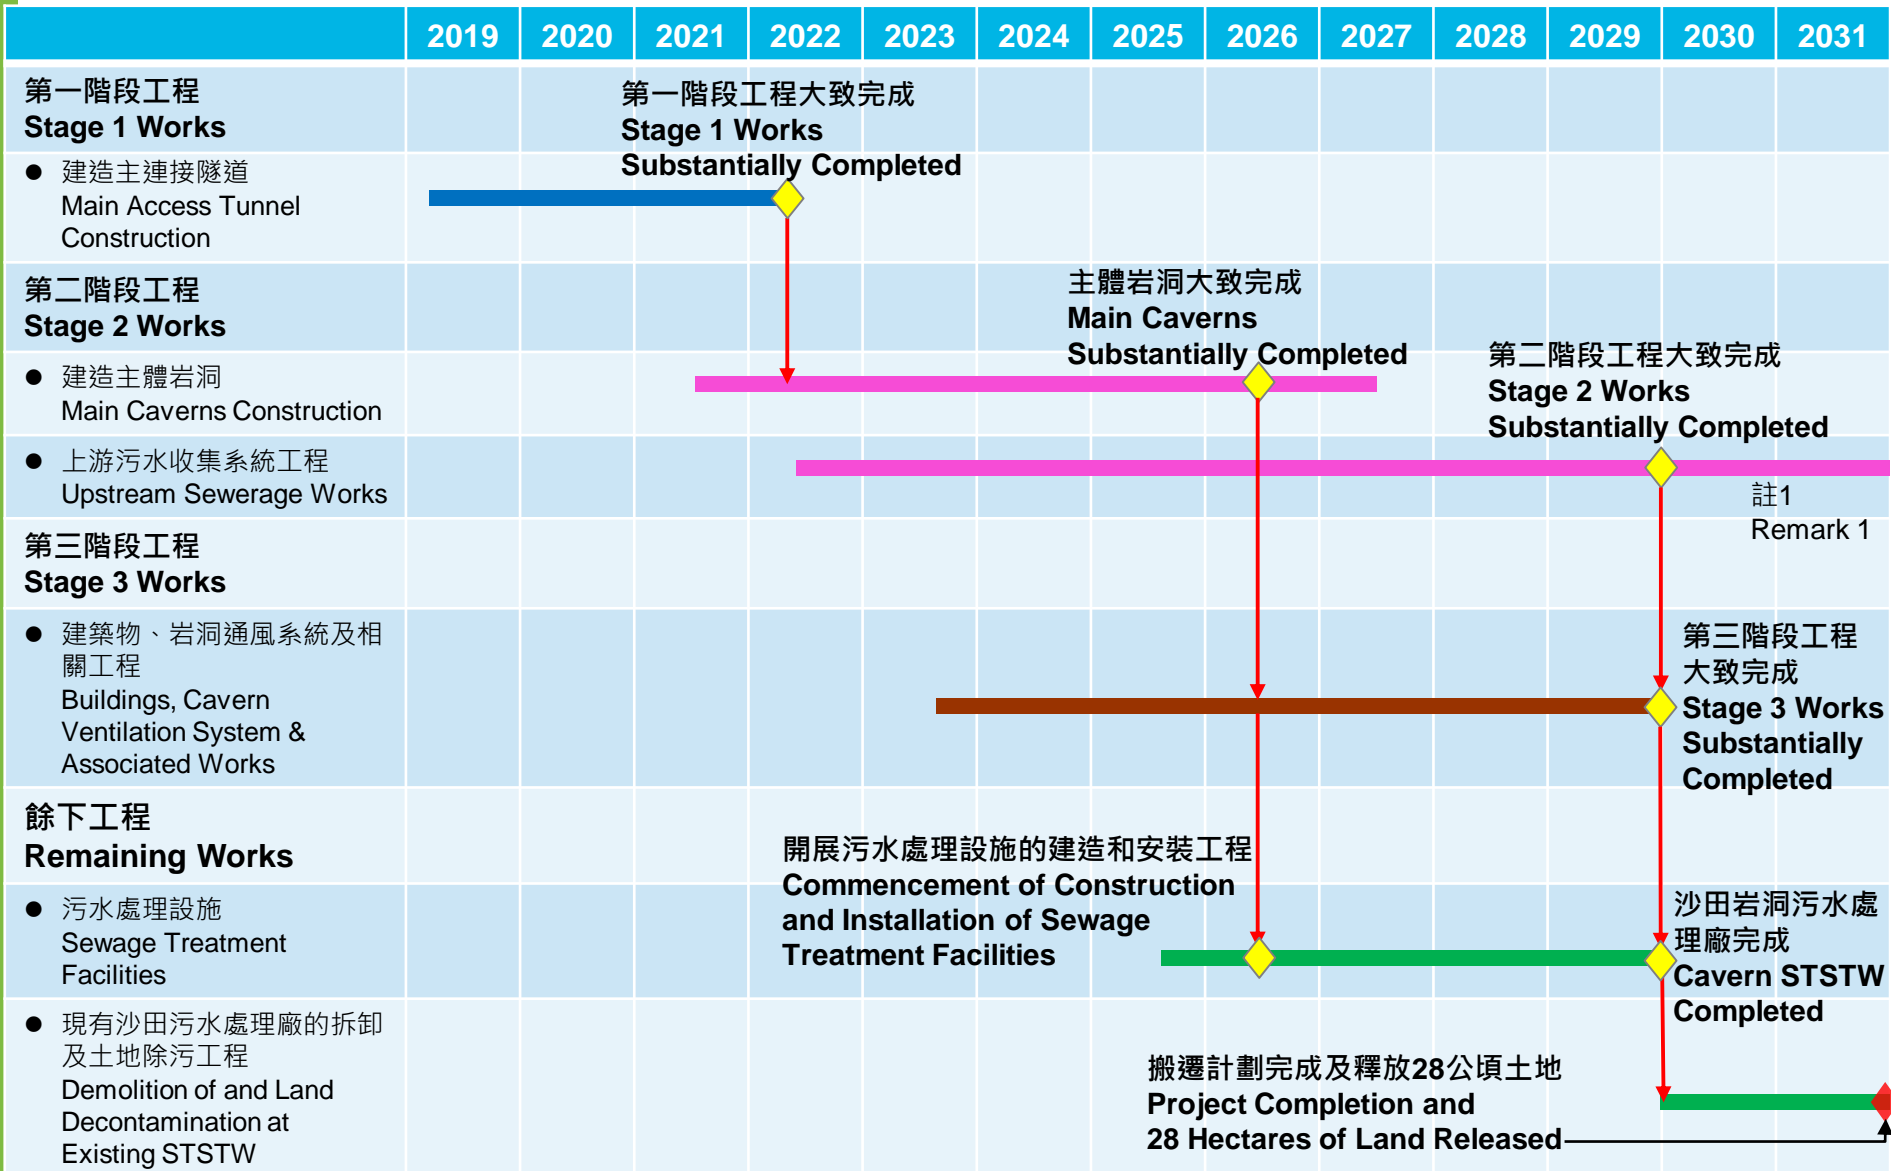 2019 2020 2021 2022 2023 2024 2025 2026 2027 2028 2029 2030 2031
第一階段工程
Stage 1 Works
第一階段工程大致完成
Stage 1 Works
Substantially Completed
● 建造主連接隧道
Main Access Tunnel
Construction
第二階段工程
Stage 2 Works
主體岩洞大致完成
Main Caverns
Substantially Completed
● 建造主體岩洞
Main Caverns Construction
第二階段工程大致完成
Stage 2 Works
Substantially Completed
● 上游污水收集系統工程
Upstream Sewerage Works
註1
Remark 1
第三階段工程
Stage 3 Works
● 建築物、岩洞通風系統及相
關工程
Buildings, Cavern
Ventilation System &
Associated Works
第三階段工程
大致完成
Stage 3 Works
Substantially
Completed
餘下工程
Remaining Works
開展污水處理設施的建造和安裝工程
Commencement of Construction
and Installation of Sewage
Treatment Facilities
● 污水處理設施
Sewage Treatment
Facilities
沙田岩洞污水處
理廠完成
Cavern STSTW
Completed
● 現有沙田污水處理廠的拆卸
及土地除污工程
Demolition of and Land
Decontamination at
Existing STSTW
搬遷計劃完成及釋放28公頃土地
Project Completion and
28 Hectares of Land Released